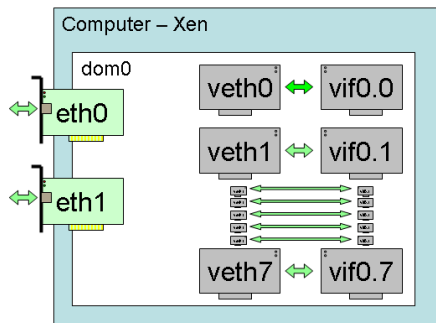 Computer – Xen
dom0
eth0
veth0
vif0.0
veth1
vif0.1
eth1
veth7
vif0.7